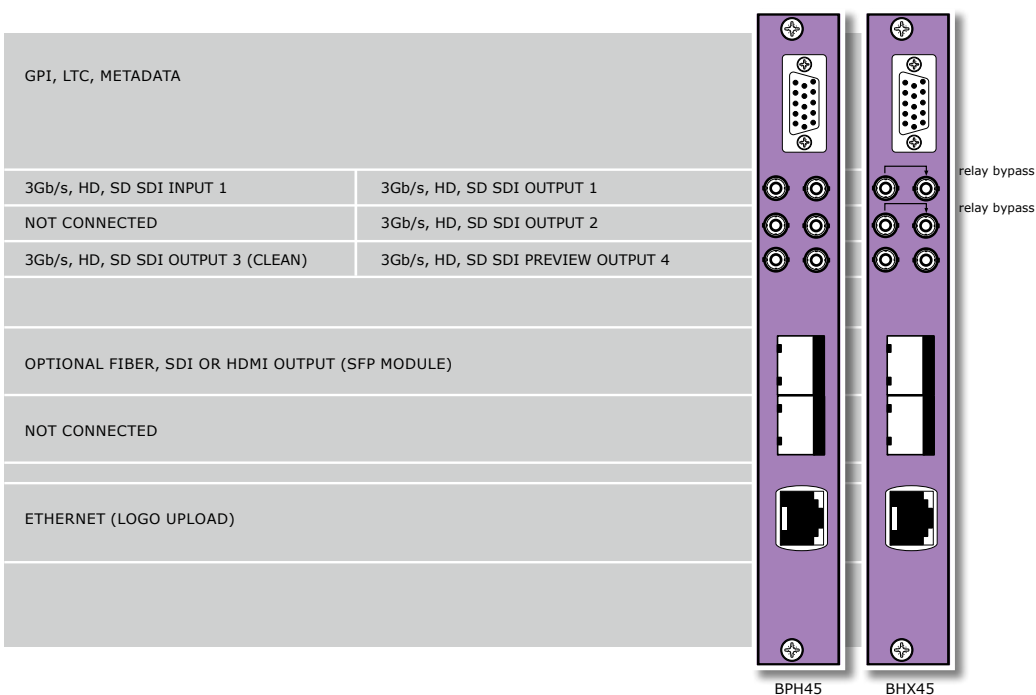 GPI, LTC, METADATA
relay bypass
3Gb/s, HD, SD SDI INPUT 1
3Gb/s, HD, SD SDI OUTPUT 1
relay bypass
NOT CONNECTED
3Gb/s, HD, SD SDI OUTPUT 2
3Gb/s, HD, SD SDI OUTPUT 3 (CLEAN)
3Gb/s, HD, SD SDI PREVIEW OUTPUT 4
OPTIONAL FIBER, SDI OR HDMI OUTPUT (SFP MODULE)
NOT CONNECTED
ETHERNET (LOGO UPLOAD)
BPH45
BHX45